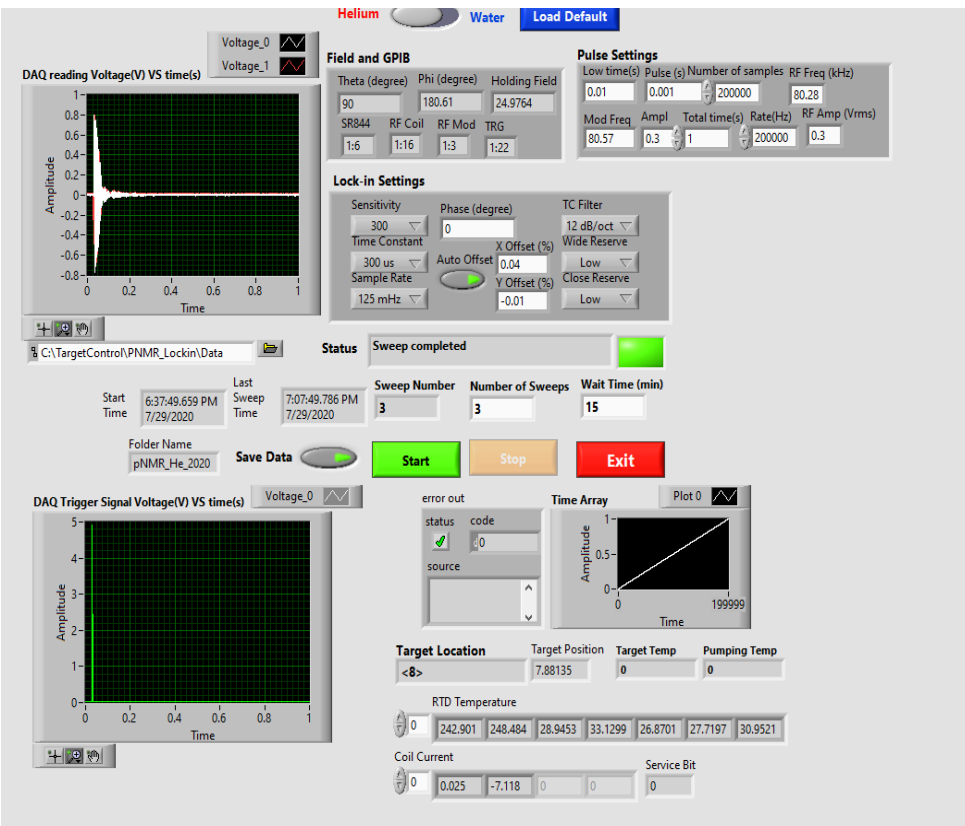 Helium Water Load Default
Voltage_0
Voltage_1
DAQ reading Voltage(V) VS time(s)
1
0.8
0.6
0.4
0.2
0
-0.2
-0.4
-0.6
-0.8
Amplitude
0 0.2 0.4 0.6 0.8 1
Time
Field and GPIB
Theta (degree) Phi (degree) Holding Field
90 180.61 24.9764
SR844 RF Coil RF Mod TRG
1:6 1:16 1:3 1:22
Pulse Settings
Low time(s) Pulse (s) Number of samples RF Freq (kHz)
0.01 0.001 200000 80.28
Mod Freq Ampl Total time(s) Rate(Hz) RF Amp (Vrms)
80.57 0.3 1 200000 0.3
Lock-in Settings
Sensitivity Phase (degree) TC Filter
300 0 12 dB/oct
Time Constant X Offset (%) Wide Reserve
300 us Auto Offset 0.04 Low
Sample Rate Y Offset (%) Close Reserve
125 mHz -0.01 Low
C:\TargetControl\PNMR_Lockin\Data
Status Sweep completed
Start Time
6:37:49.659 PM
7/29/2020
Last Sweep Time
7:07:49.786 PM
7/29/2020
Sweep Number Number of Sweeps Wait Time (min)
3 3 15
Folder Name
pNMR_He_2020
Save Data Start Stop Exit
DAQ Trigger Signal Voltage(V) VS time(s) Voltage_0
5
4
3
2
1
0
Amplitude
0 0.2 0.4 0.6 0.8 1
Time
error out
status code
0
source
Time Array Plot 0
1
0.5
0
Amplitude
0 199999
Time
Target Location Target Position Target Temp Pumping Temp
<8> 7.88135 0 0
RTD Temperature
0 242.901 248.484 28.9453 33.1299 26.8701 27.7197 30.9521
Coil Current Service Bit
0 0.025 -7.118 0 0 0